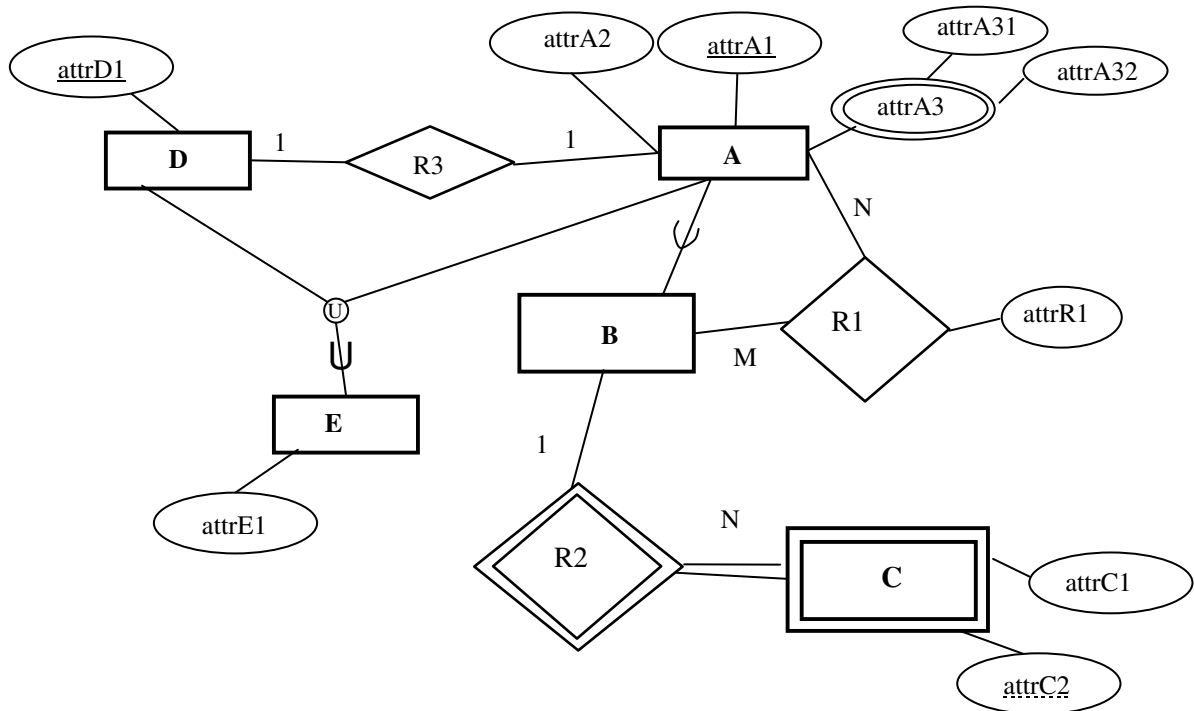 attrA31
attrA2
attrA1
attrD1
attrA32
attrA3
1
1
D
R3
A
N
U
R1
attrR1
B
M
E
1
attrE1
N
R2
C
attrC1
attrC2